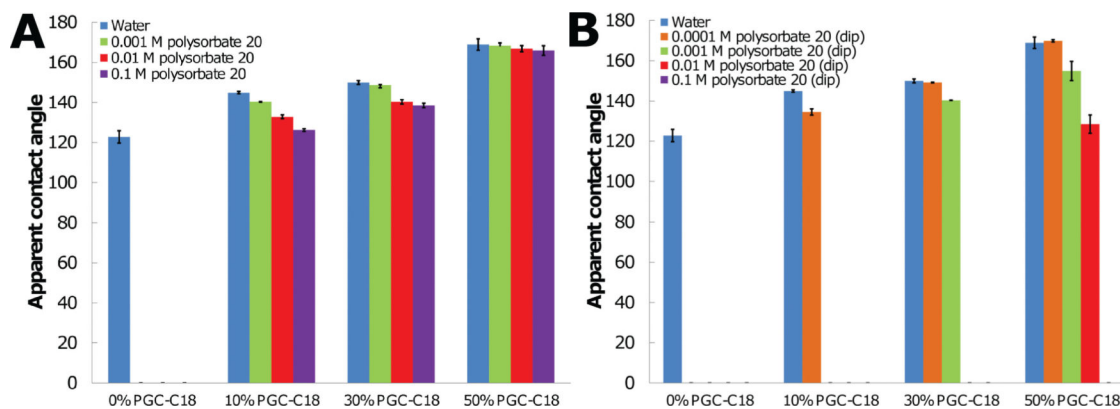 A
Apparent contact angle
180
160
140
120
100
80
60
40
20
0
Water
0.001 M polysorbate 20
0.01 M polysorbate 20
0.1 M polysorbate 20
0% PGC-C18
10% PGC-C18
30% PGC-C18
50% PGC-C18
B
Apparent contact angle
180
160
140
120
100
80
60
40
20
0
Water
0.0001 M polysorbate 20 (dip)
0.001 M polysorbate 20 (dip)
0.01 M polysorbate 20 (dip)
0.1 M polysorbate 20 (dip)
0% PGC-C18
10% PGC-C18
30% PGC-C18
50% PGC-C18